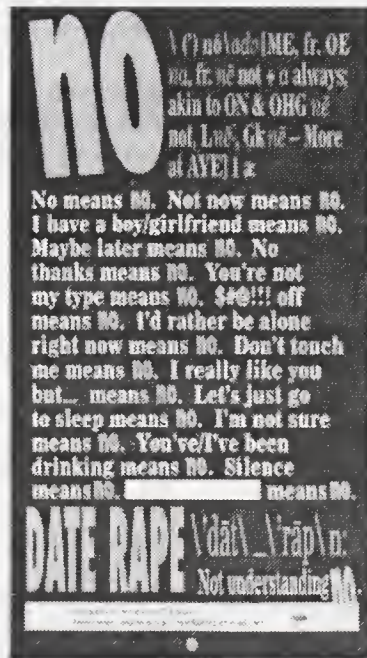 no \ (')nō\ adv [ME, fr. OE
nā, fr. ne not + ā always;
akin to ON & OHG ne
not, L ne-, Gk nē – More
at AYE] 1 a:
No means NO. Not now means NO.
I have a boy/girlfriend means NO.
Maybe later means NO. No
thanks means NO. You're not
my type means NO. $#@!!! off
means NO. I'd rather be alone
right now means NO. Don't touch
me means NO. I really like you
but... means NO. Let's just go
to sleep means NO. I'm not sure
means NO. You've/I've been
drinking means NO. Silence
means NO. means NO.
DATE RAPE \'dāt\_\'rāp\ n:
Not understanding NO.